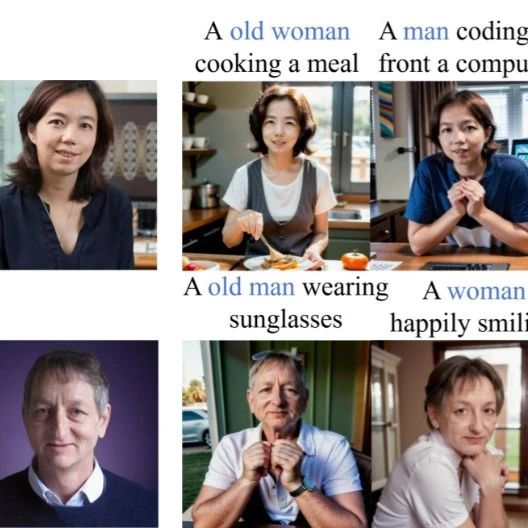 A old woman
cooking a meal
A man coding
front a compu
A old man wearing
sunglasses
A woman
happily smili